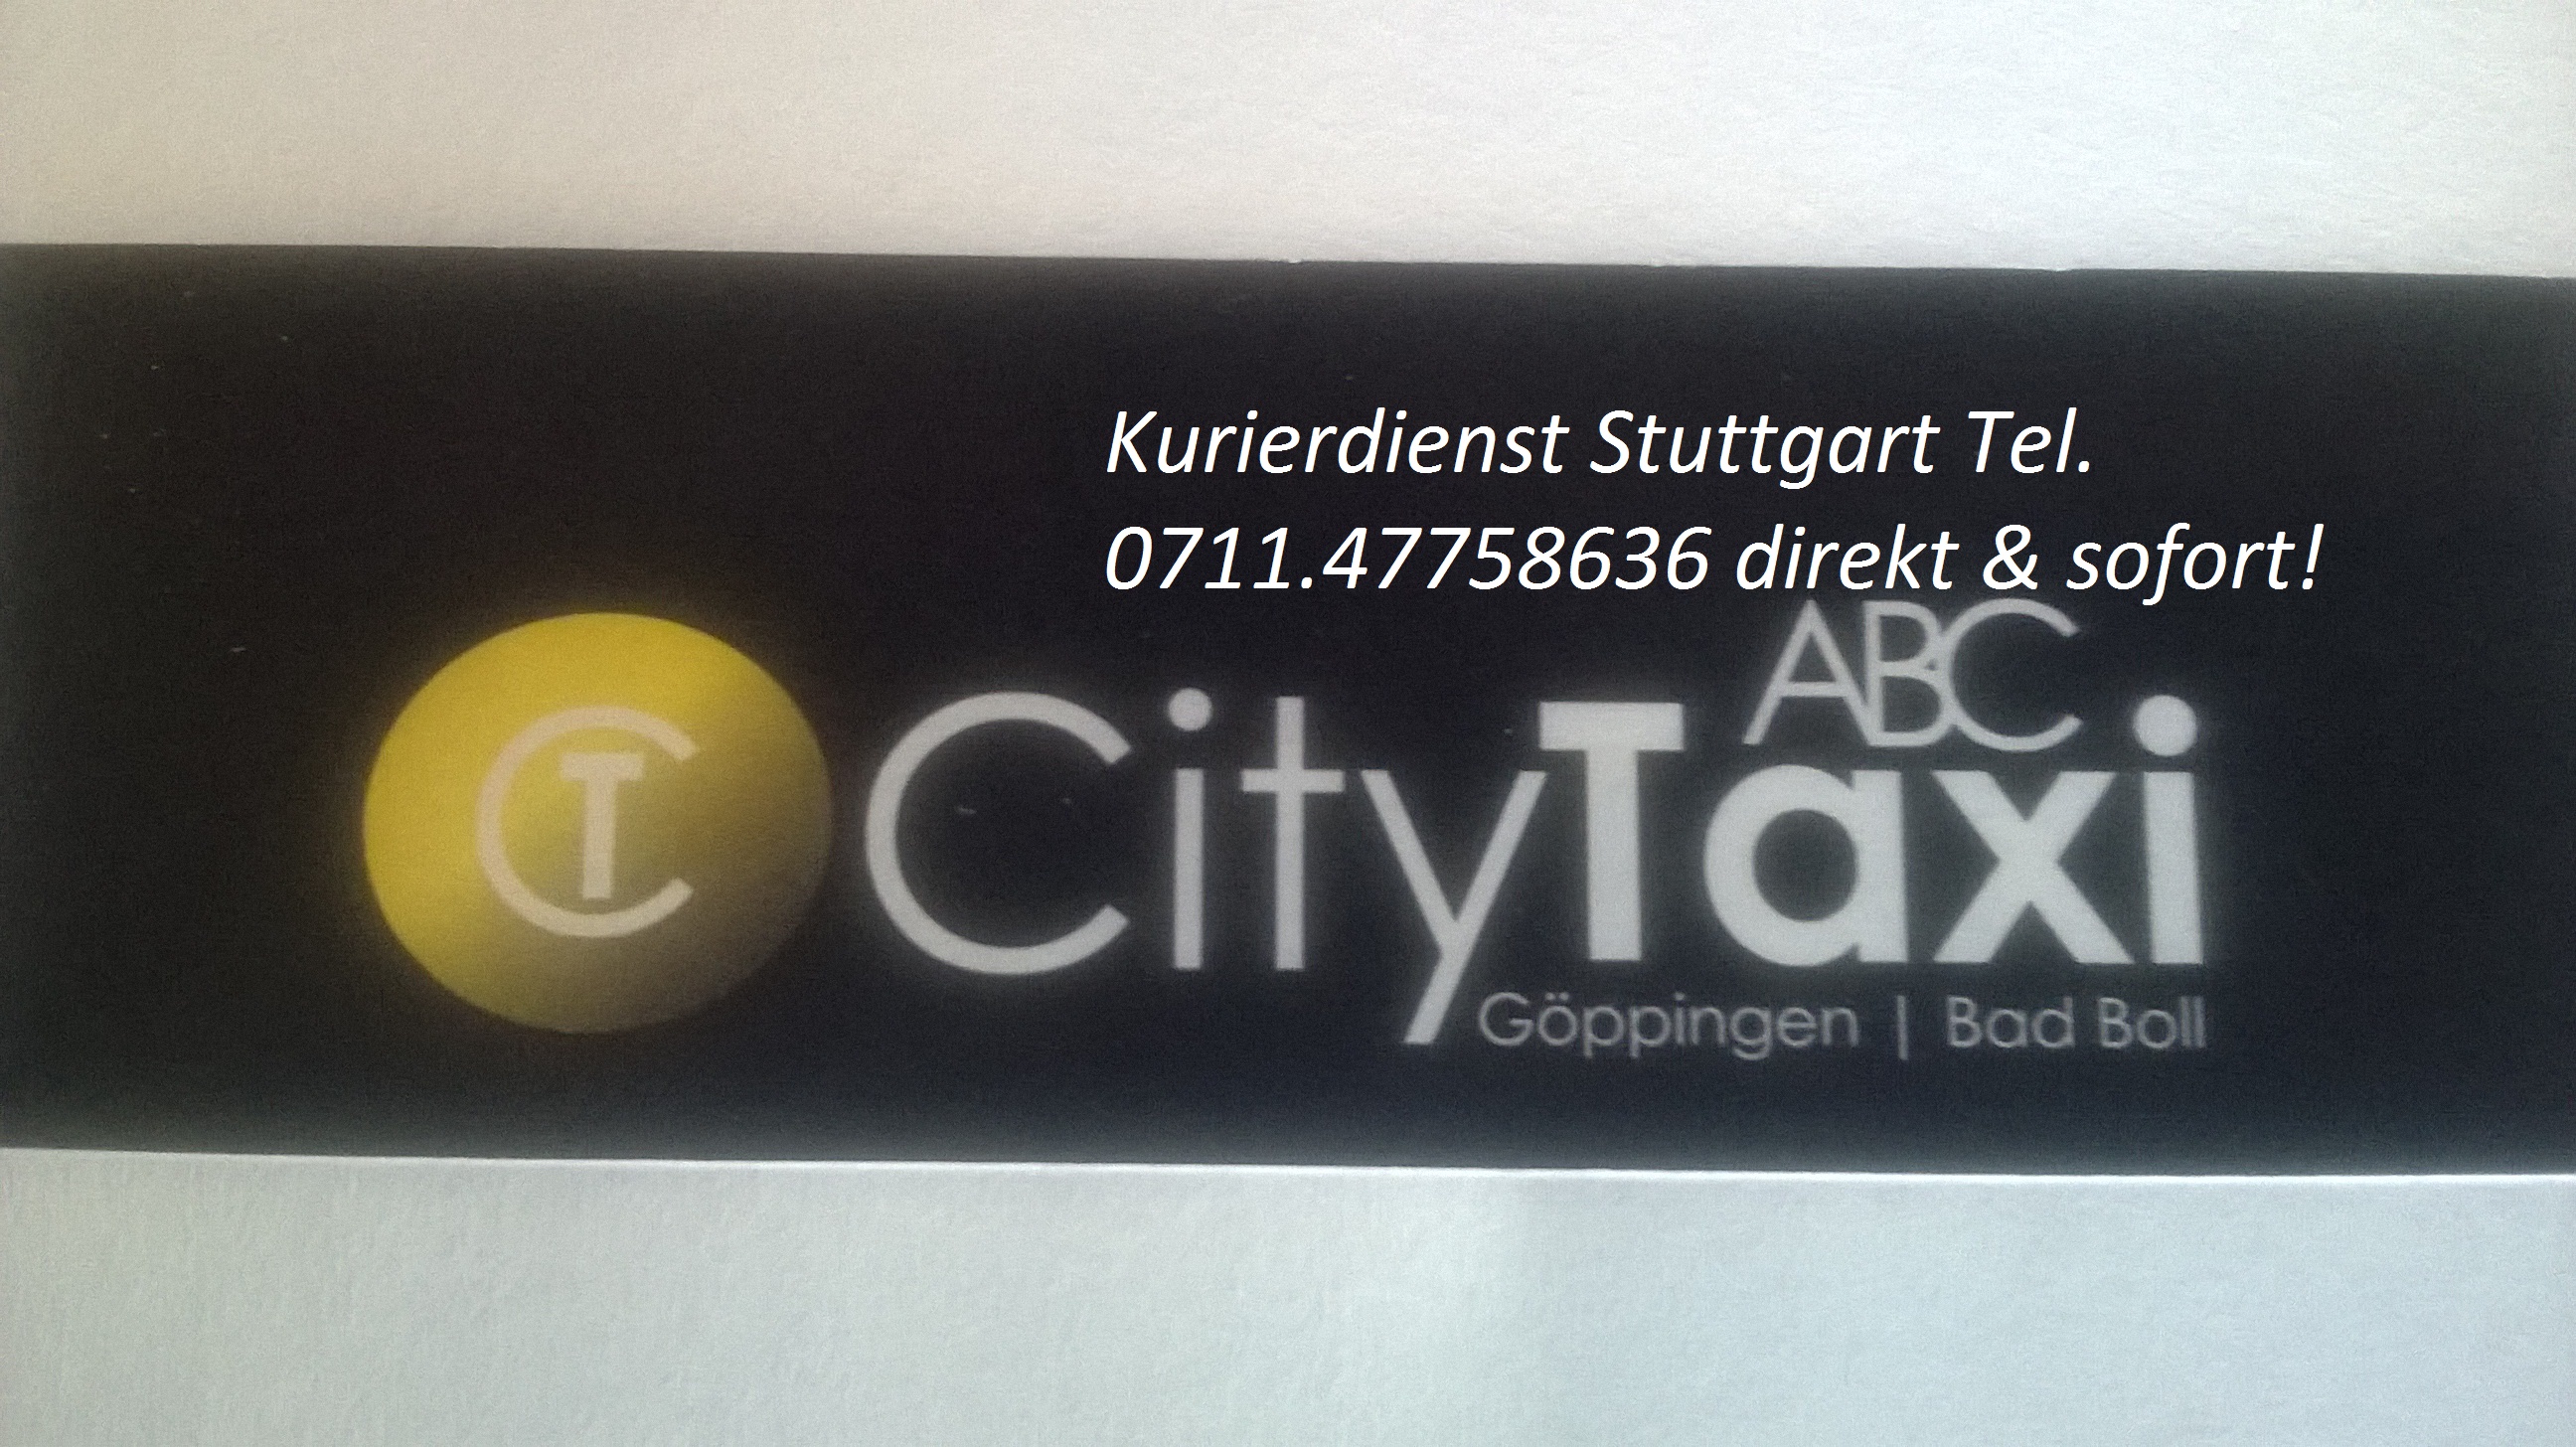 Kurierdienst Stuttgart Tel.
0711.47758636 direkt & sofort!
ABC
CT CityTaxi
Göppingen | Bad Boll